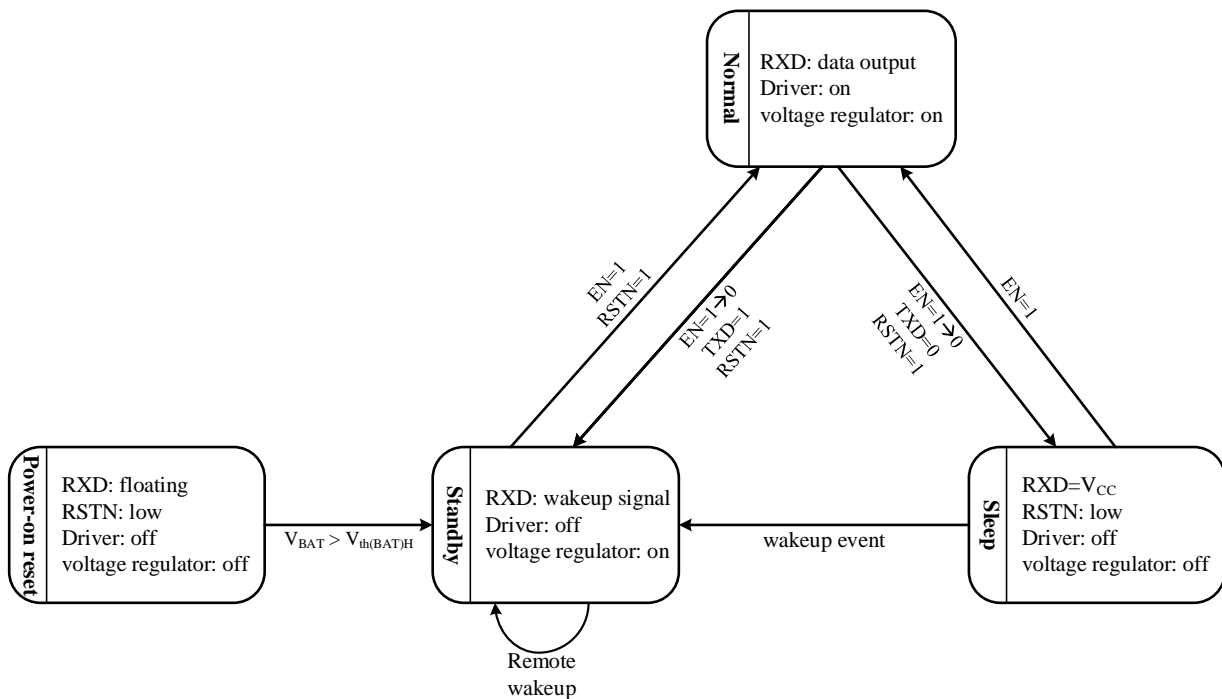 Normal
RXD: data output
Driver: on
voltage regulator: on
EN=1
RSTN=1
EN=1→0
TXD=1
RSTN=1
EN=1→0
TXD=0
RSTN=1
EN=1
Power-on reset
RXD: floating
RSTN: low
Driver: off
voltage regulator: off
VBAT > Vth(BAT)H
Standby
RXD: wakeup signal
Driver: off
voltage regulator: on
Remote
wakeup
wakeup event
Sleep
RXD=VCC
RSTN: low
Driver: off
voltage regulator: off